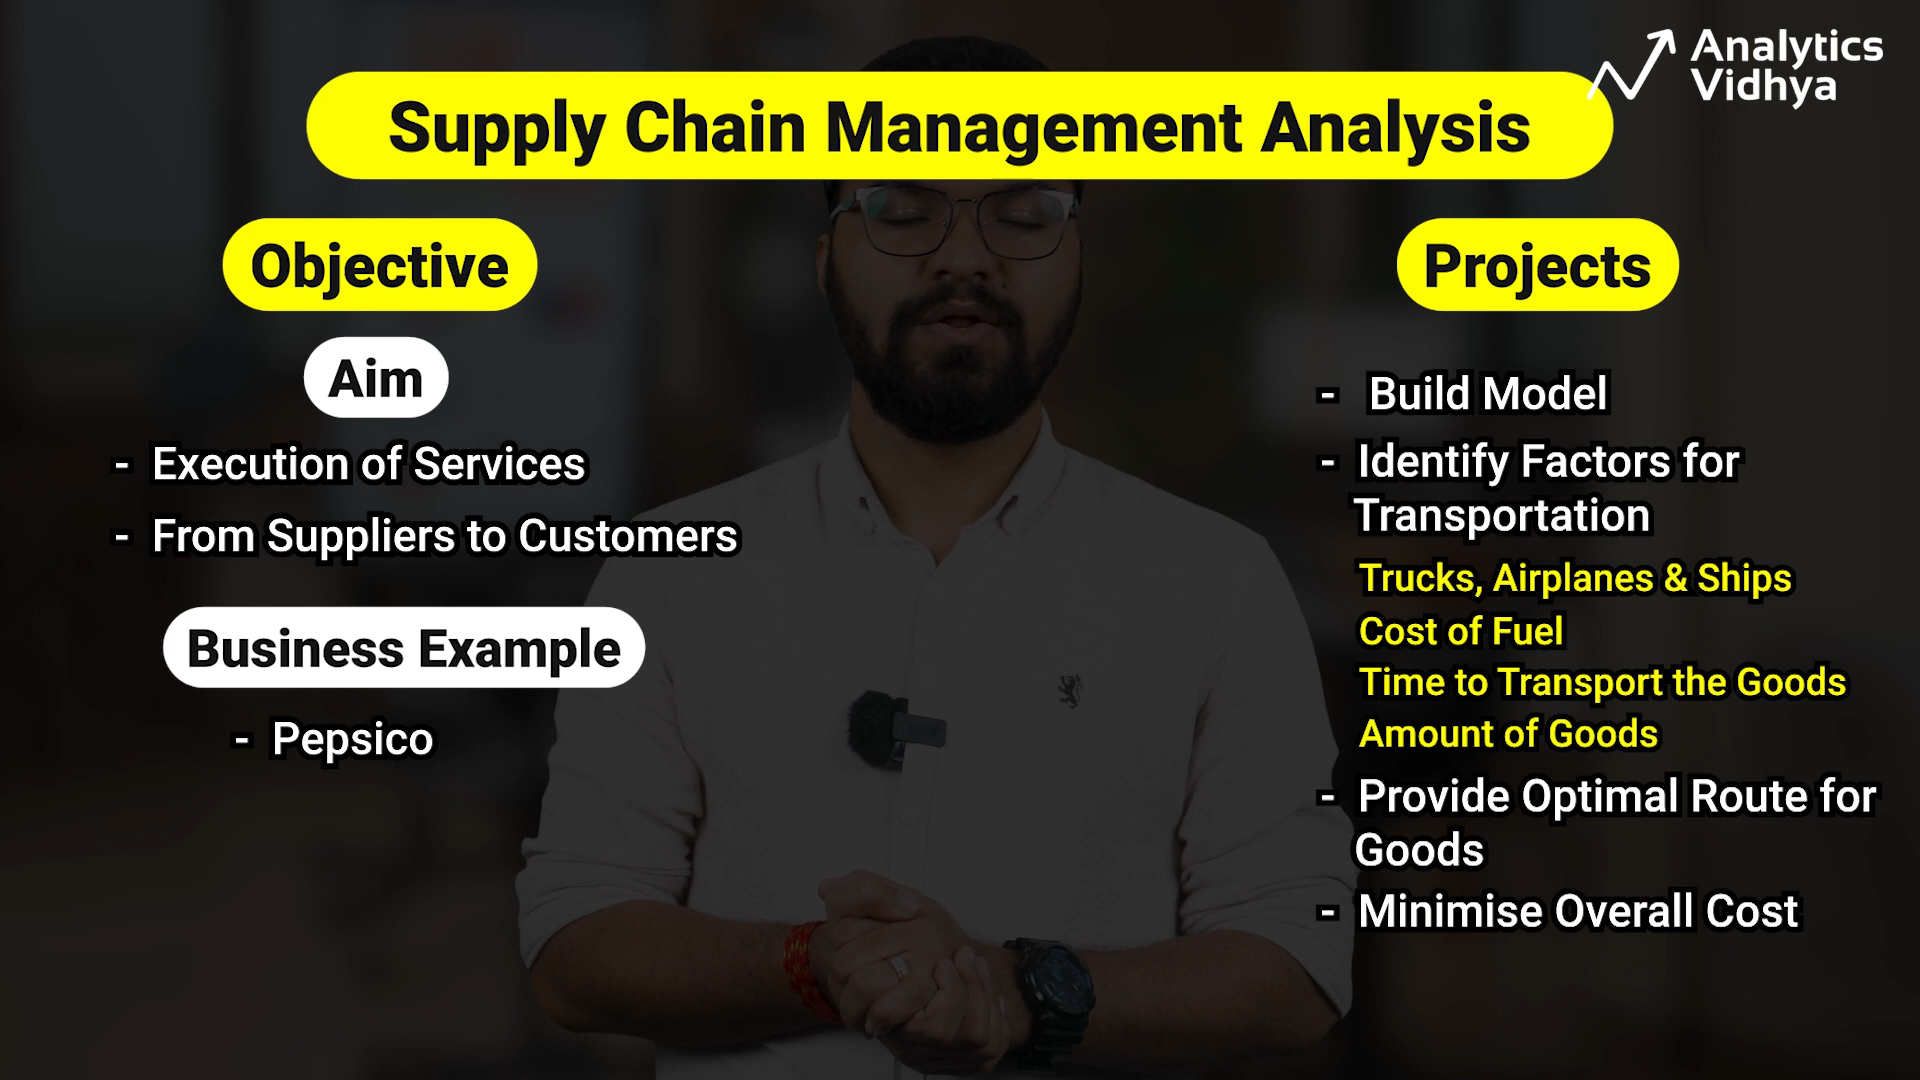 Analytics
Vidhya
Supply Chain Management Analysis
Objective
Aim
- Execution of Services
- From Suppliers to Customers
Business Example
- Pepsico
Projects
- Build Model
- Identify Factors for
Transportation
Trucks, Airplanes & Ships
Cost of Fuel
Time to Transport the Goods
Amount of Goods
- Provide Optimal Route for
Goods
- Minimise Overall Cost